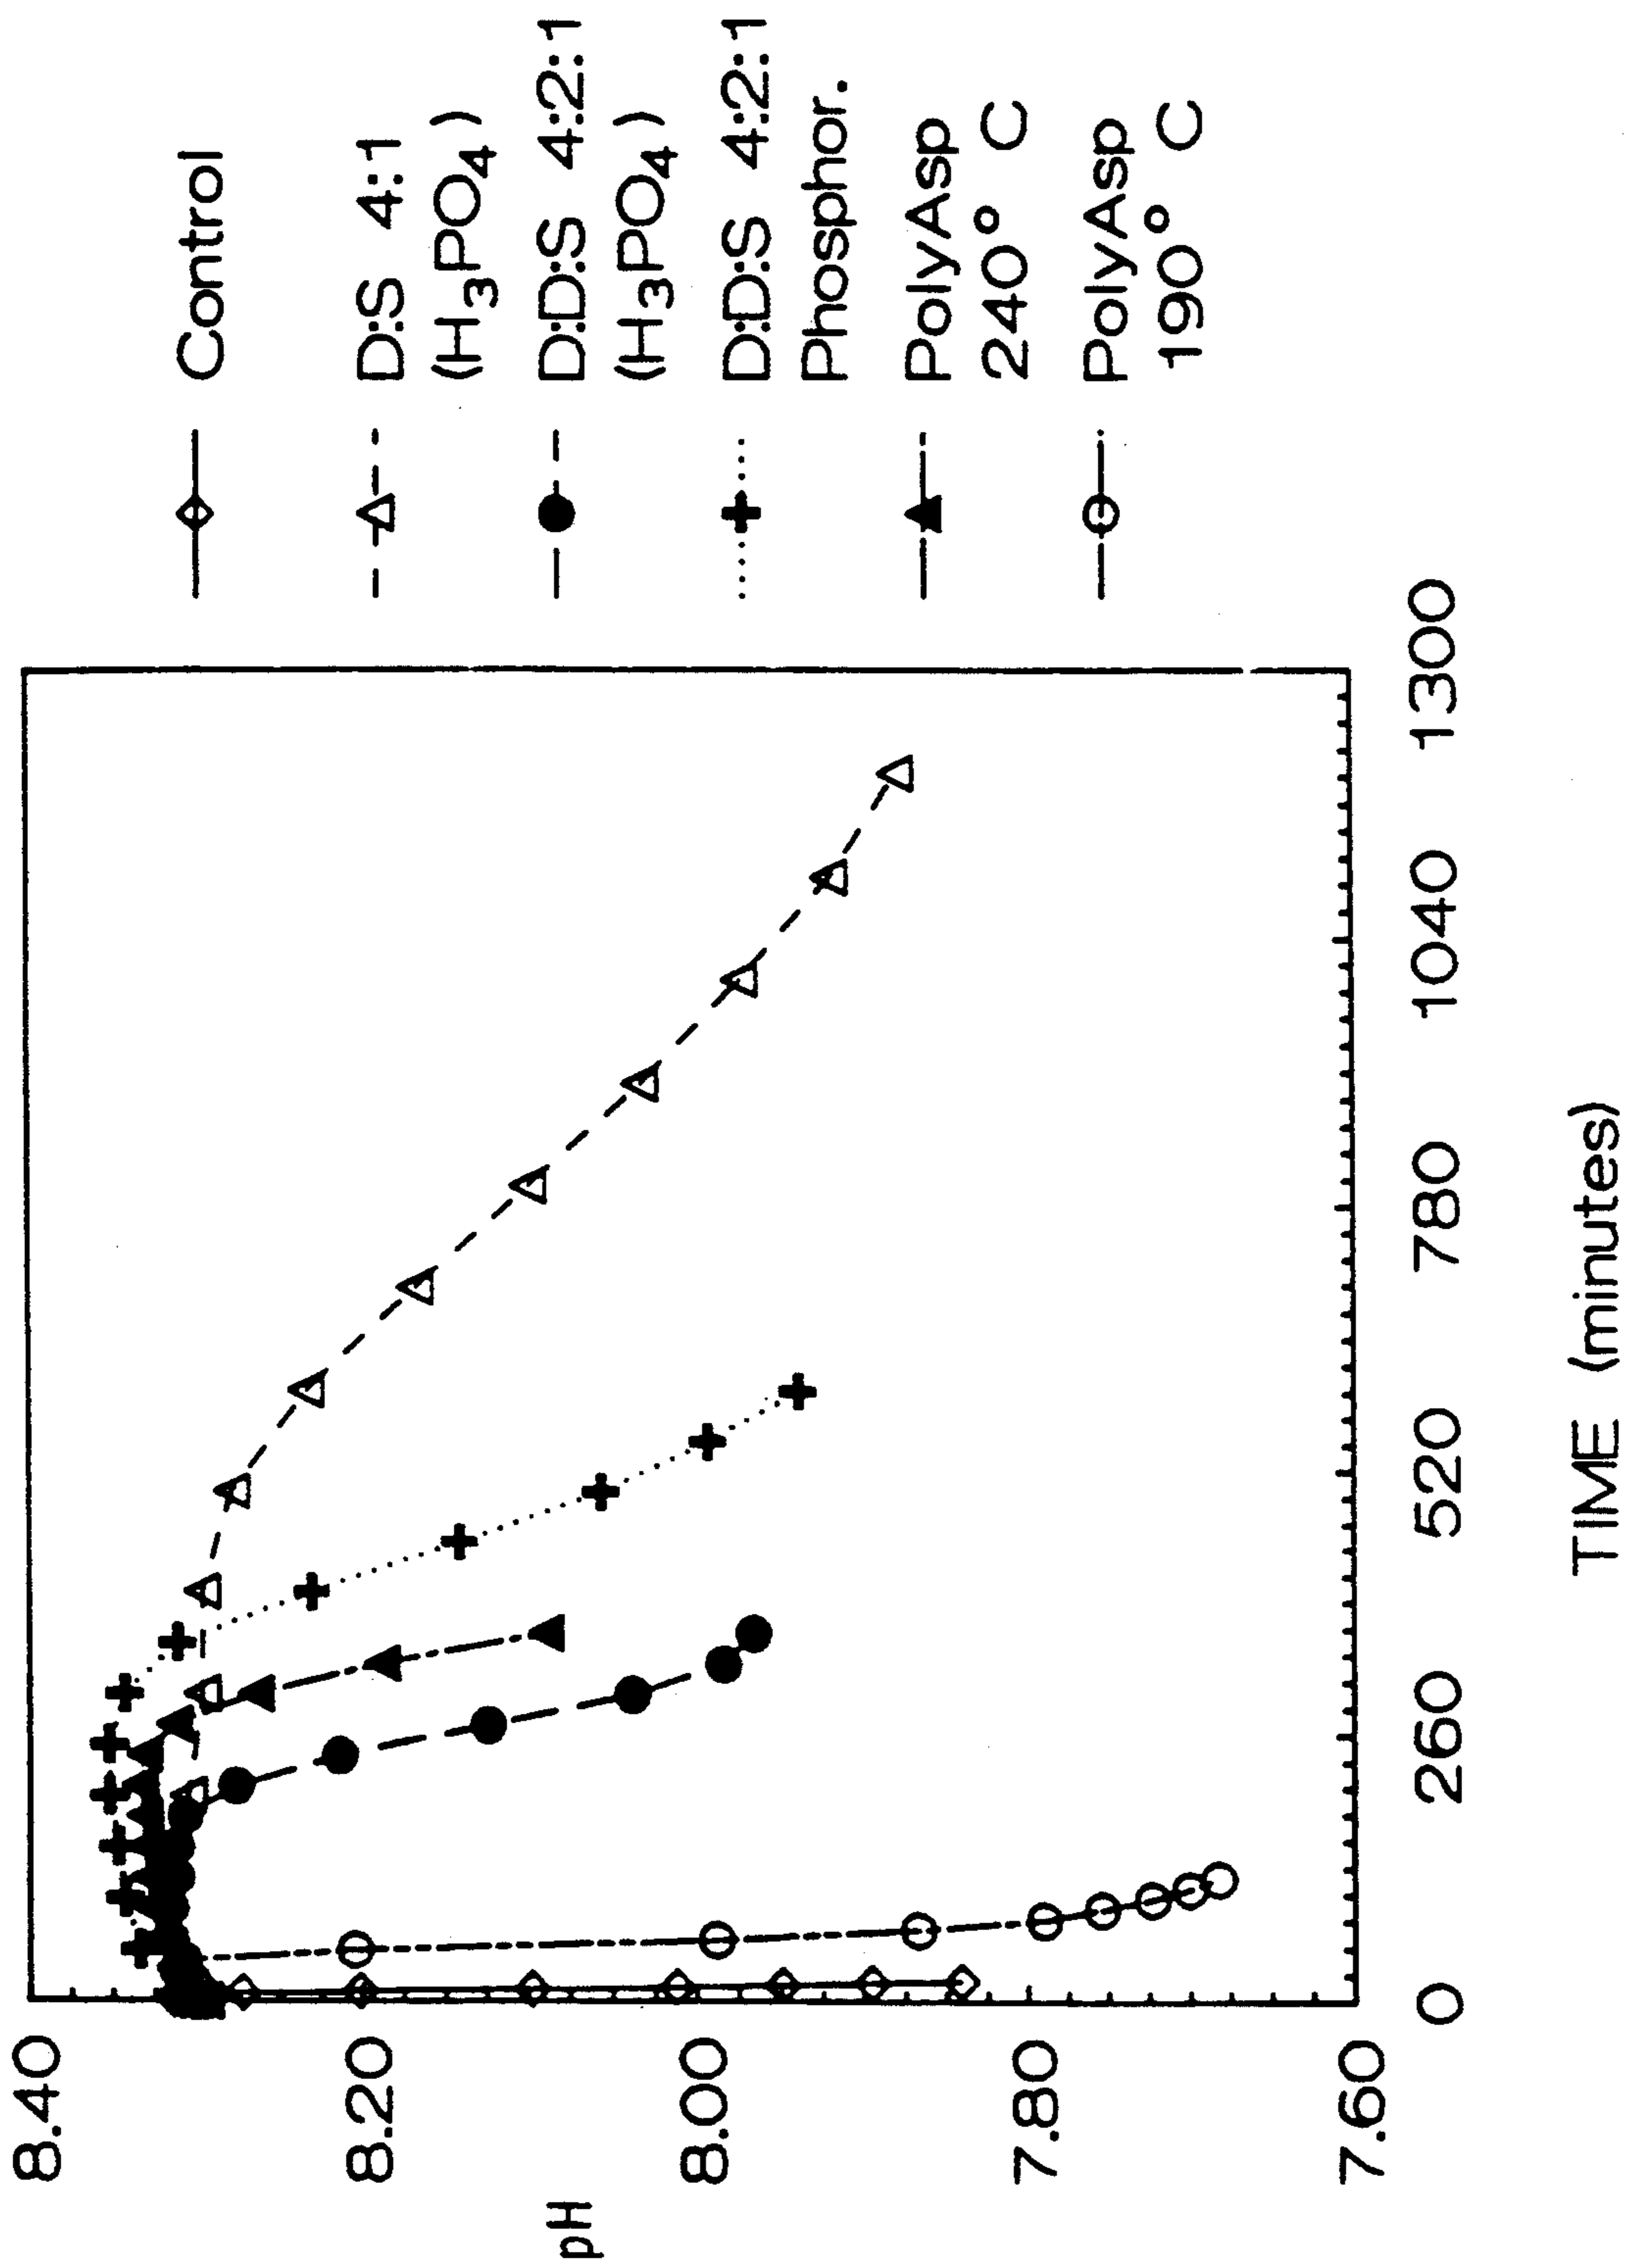 pH
8.40
8.20
8.00
7.80
7.60
0
260
520
780
1040
1300
TIME (minutes)
Control
D:S 4:1
(H₃PO₄)
D:D:S 4:2:1
(H₃PO₄)
D:D:S 4:2:1
Phosphor.
PolyAsp
240° C
PolyAsp
190° C